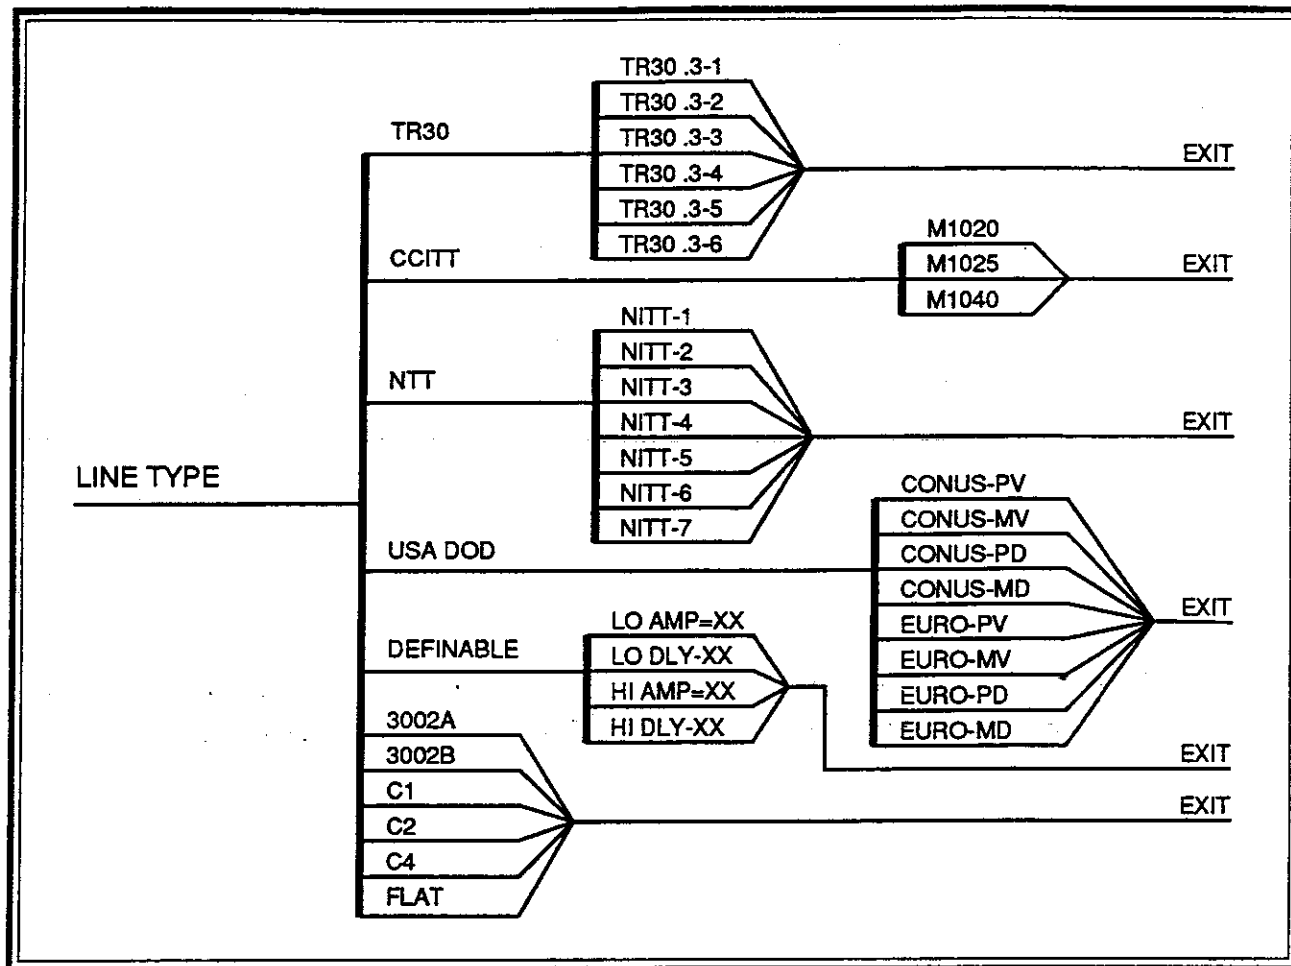 LINE TYPE
TR30
TR30 .3-1
TR30 .3-2
TR30 .3-3
TR30 .3-4
TR30 .3-5
TR30 .3-6
EXIT
CCITT
M1020
M1025
M1040
EXIT
NTT
NITT-1
NITT-2
NITT-3
NITT-4
NITT-5
NITT-6
NITT-7
EXIT
USA DOD
CONUS-PV
CONUS-MV
CONUS-PD
CONUS-MD
EURO-PV
EURO-MV
EURO-PD
EURO-MD
EXIT
DEFINABLE
LO AMP=XX
LO DLY-XX
HI AMP=XX
HI DLY-XX
EXIT
3002A
3002B
C1
C2
C4
FLAT
EXIT